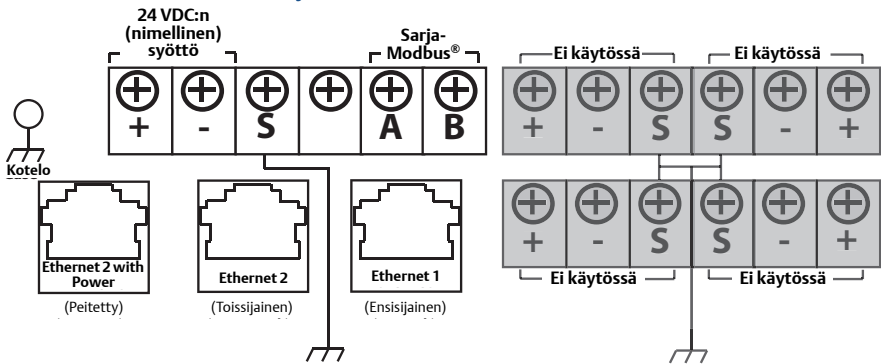 24 VDC:n
(nimellinen)
syöttö
Sarja-
Modbus®
Ei käytössä
Ei käytössä
+ - S A B
+ - S S - +
Kotelo
+ - S S - +
Ethernet 2 with
Power
Ethernet 2
Ethernet 1
Ei käytössä
Ei käytössä
(Peitetty)
(Toissijainen)
(Ensisijainen)